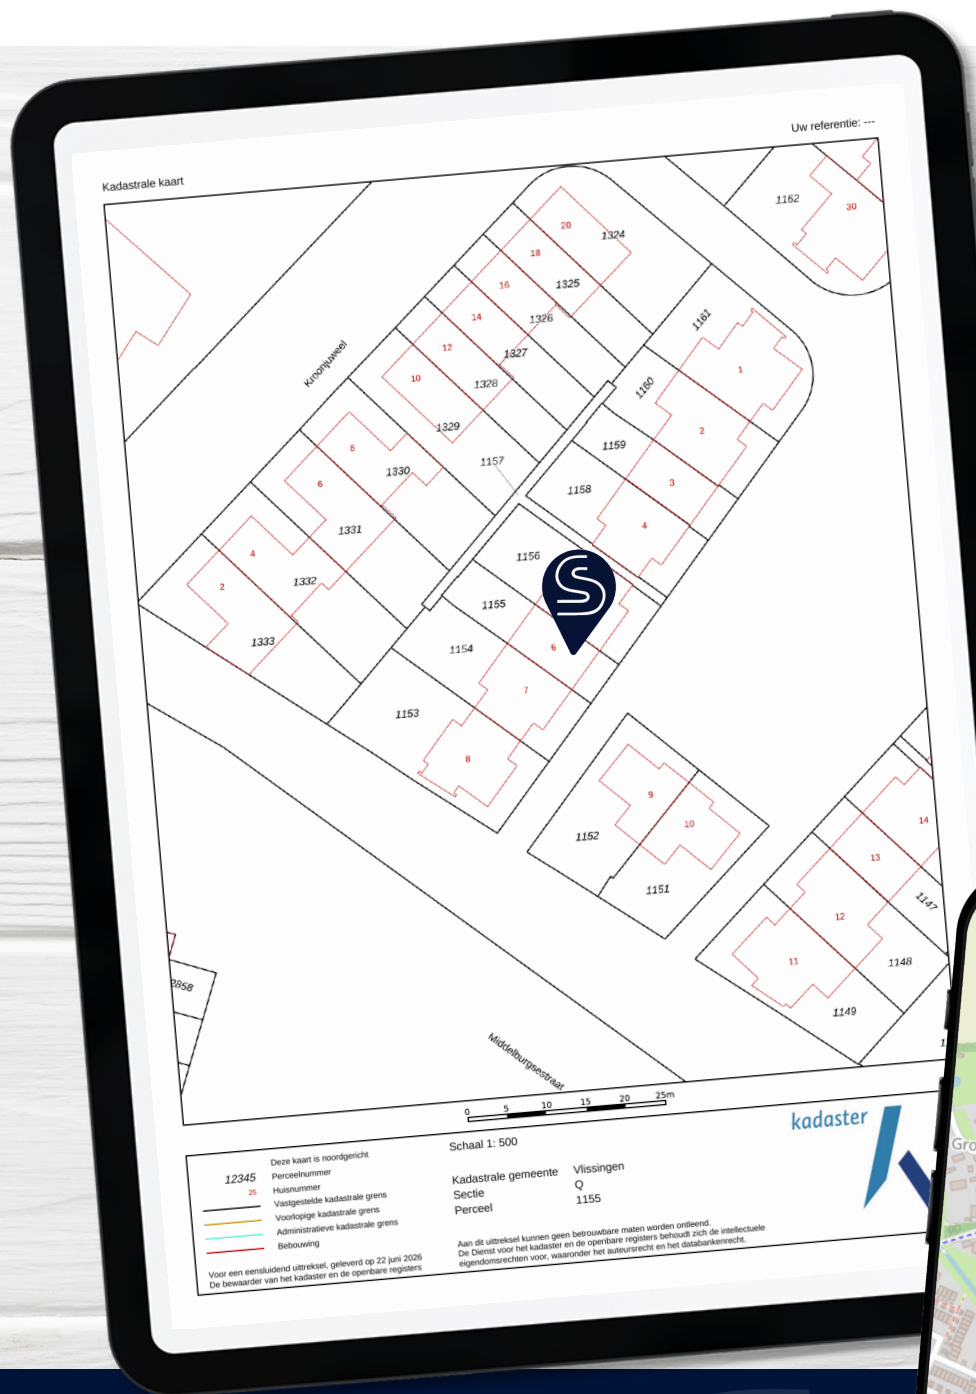 Uw referentie: ---
Kadastrale kaart
1162
30
20
1324
18
16
1325
14
1326
1161
12
1327
1
Kroonjuweel
10
1328
1160
2
1329
1159
8
1330
1157
3
6
1158
1331
4
4
1156
2
1332
1155
S
1333
1154
6
7
1153
8
9
10
14
1152
13
1151
1147
12
11
1148
2858
1149
Middelburgsestraat
0 5 10 15 20 25m
Schaal 1: 500
kadaster
Deze kaart is noordgericht
12345 Perceelnummer
25 Huisnummer
Vastgestelde kadastrale grens
Voorlopige kadastrale grens
Administratieve kadastrale grens
Bebouwing
Kadastrale gemeente Vlissingen
Sectie Q
Perceel 1155
Voor een eensluidend uittreksel, geleverd op 22 juni 2026
De bewaarder van het kadaster en de openbare registers
Aan dit uittreksel kunnen geen betrouwbare maten worden ontleend.
De Dienst voor het kadaster en de openbare registers behoudt zich de intellectuele
eigendomsrechten voor, waaronder het auteursrecht en het databankenrecht.
Gro